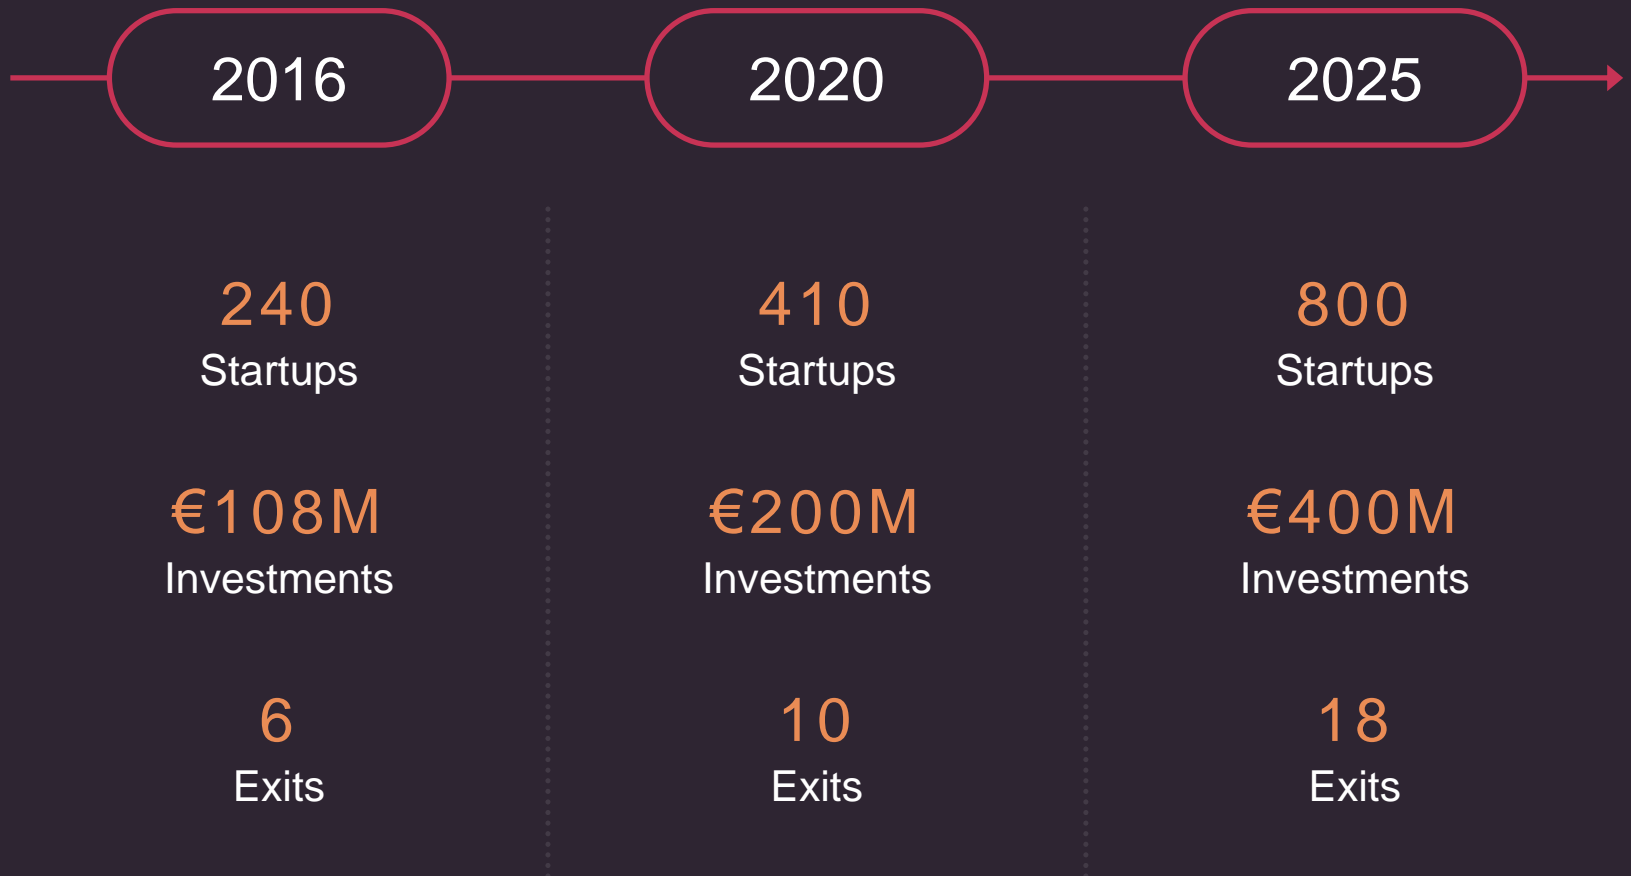 2016
2020
2025
240
Startups
410
Startups
800
Startups
€108M
Investments
€200M
Investments
€400M
Investments
6
Exits
10
Exits
18
Exits